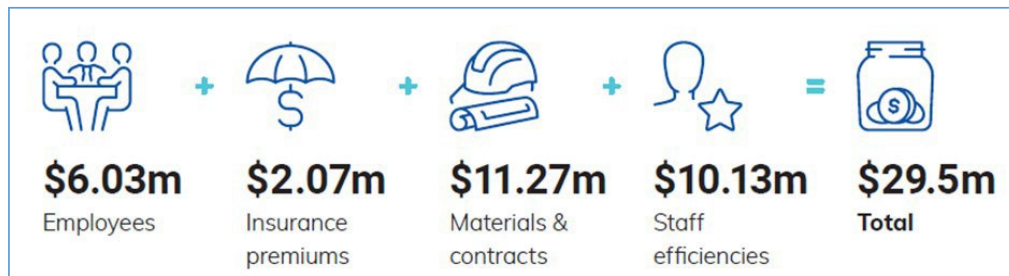 + $ + + = $
$6.03m $2.07m $11.27m $10.13m $29.5m
Employees Insurance Materials & Staff Total
premiums contracts efficiencies